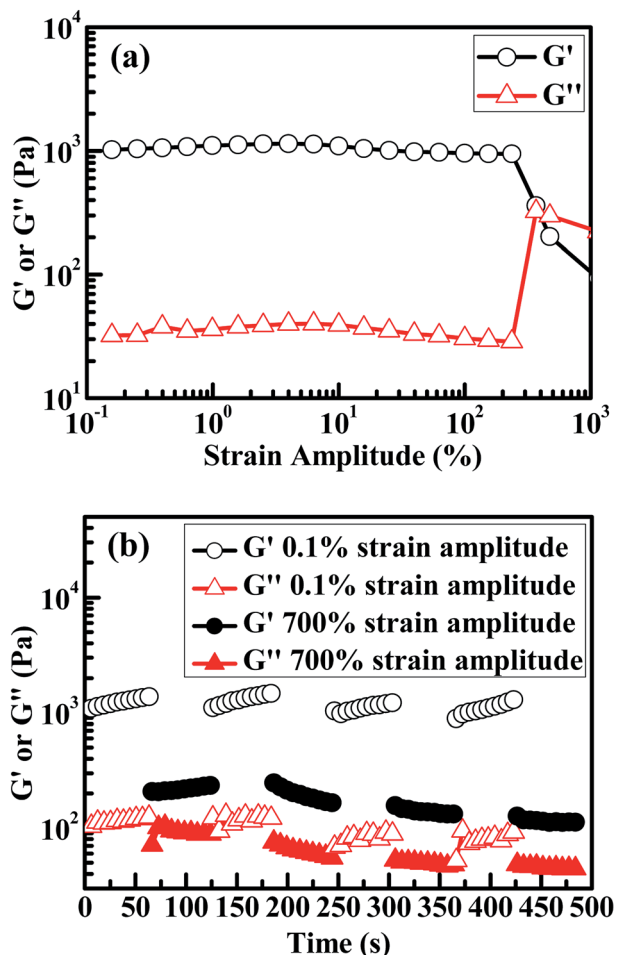 (a)
G'
G''
10^4
10^3
10^2
10^1
G' or G'' (Pa)
10^-1 10^0 10^1 10^2 10^3
Strain Amplitude (%)
(b)
G' 0.1% strain amplitude
G'' 0.1% strain amplitude
G' 700% strain amplitude
G'' 700% strain amplitude
10^4
10^3
10^2
G' or G'' (Pa)
0 50 100 150 200 250 300 350 400 450 500
Time (s)